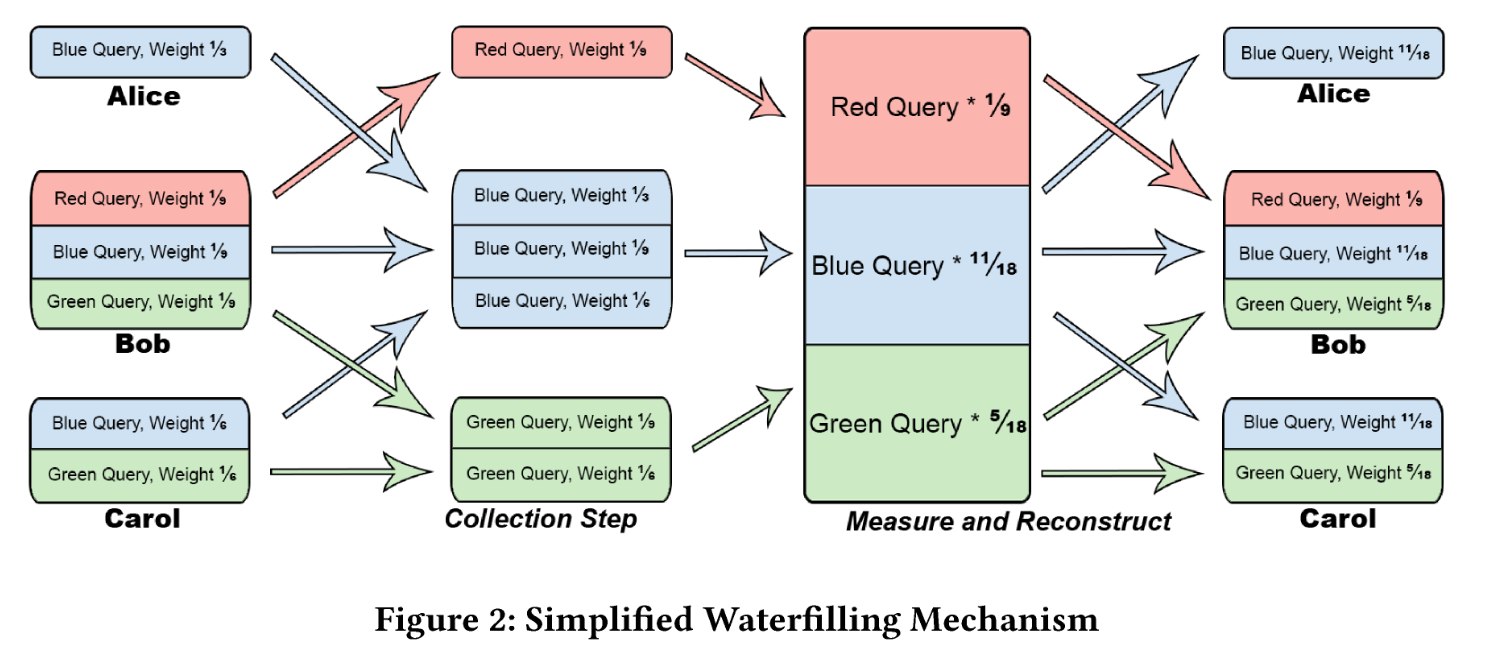 Blue Query, Weight ⅓
Alice
Red Query, Weight ⅑
Blue Query, Weight ⅑
Green Query, Weight ⅑
Bob
Blue Query, Weight ⅙
Green Query, Weight ⅙
Carol
Red Query, Weight ⅑
Blue Query, Weight ⅓
Blue Query, Weight ⅑
Blue Query, Weight ⅙
Green Query, Weight ⅑
Green Query, Weight ⅙
Collection Step
Red Query * ⅑
Blue Query * 11/18
Green Query * 5/18
Measure and Reconstruct
Blue Query, Weight 11/18
Alice
Red Query, Weight ⅑
Blue Query, Weight 11/18
Green Query, Weight 5/18
Bob
Blue Query, Weight 11/18
Green Query, Weight 5/18
Carol
Figure 2: Simplified Waterfilling Mechanism